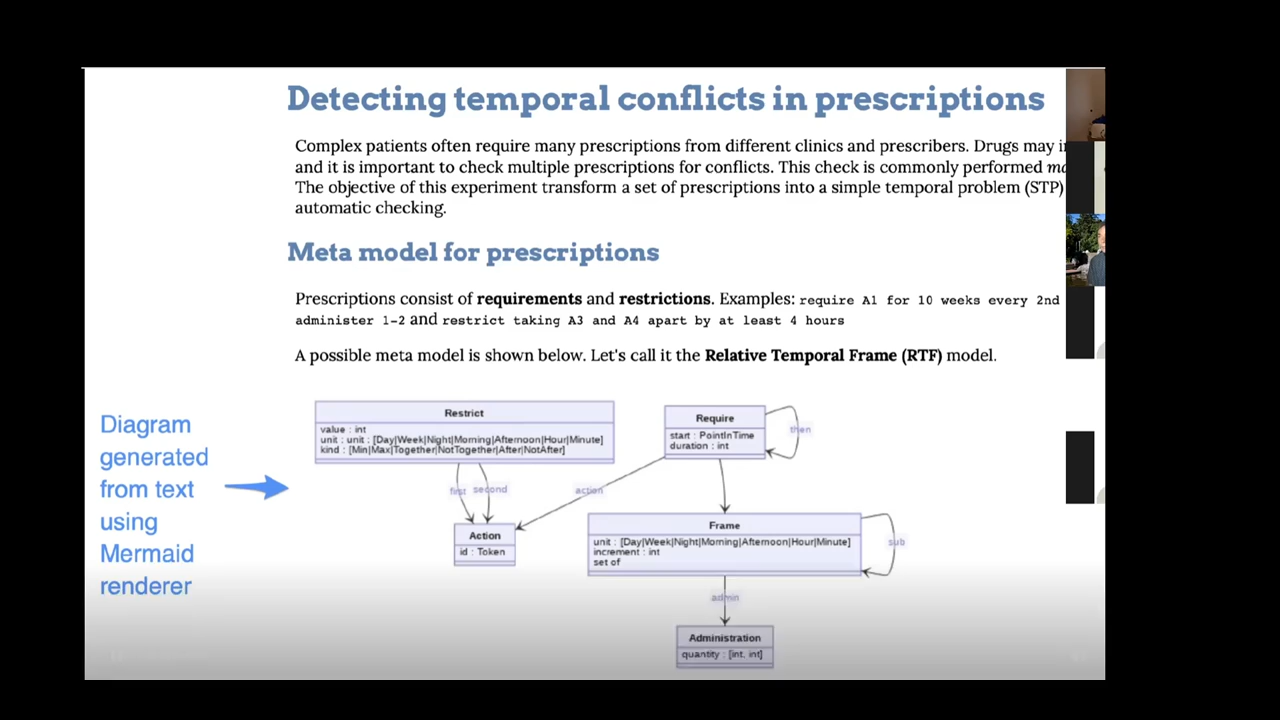 Detecting temporal conflicts in prescriptions
Complex patients often require many prescriptions from different clinics and prescribers. Drugs may
and it is important to check multiple prescriptions for conflicts. This check is commonly performed
The objective of this experiment transform a set of prescriptions into a simple temporal problem (STP)
automatic checking.
Meta model for prescriptions
Prescriptions consist of requirements and restrictions. Examples: require A1 for 10 weeks every 2nd
administer 1-2 and restrict taking A3 and A4 apart by at least 4 hours
A possible meta model is shown below. Let's call it the Relative Temporal Frame (RTF) model.
Diagram
generated
from text
using
Mermaid
renderer
Restrict
value : int
unit : unit : [Day|Week|Night|Morning|Afternoon|Hour|Minute]
kind : [Min|Max|Together|NotTogether|After|NotAfter]
Require
start : PointInTime
duration : int
then
first
second
action
Action
id : Token
Frame
unit : [Day|Week|Night|Morning|Afternoon|Hour|Minute]
increment : int
set of
sub
admin
Administration
quantity : [int, int]